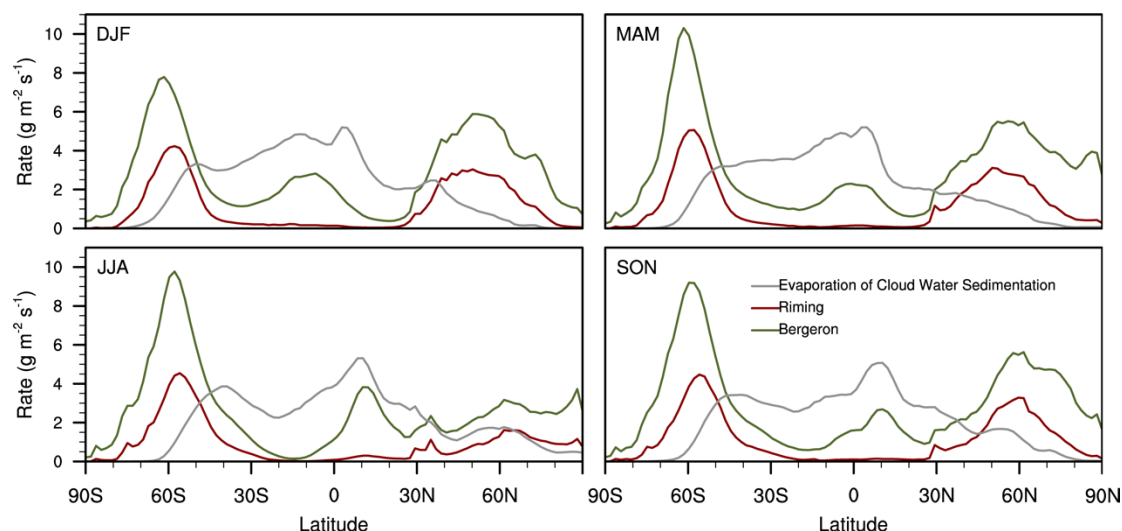 DJF
MAM
Rate (g m⁻² s⁻¹)
10
8
6
4
2
0
JJA
SON
Evaporation of Cloud Water Sedimentation
Riming
Bergeron
Rate (g m⁻² s⁻¹)
10
8
6
4
2
0
90S 60S 30S 0 30N 60N 90S 60S 30S 0 30N 60N 90N
Latitude Latitude